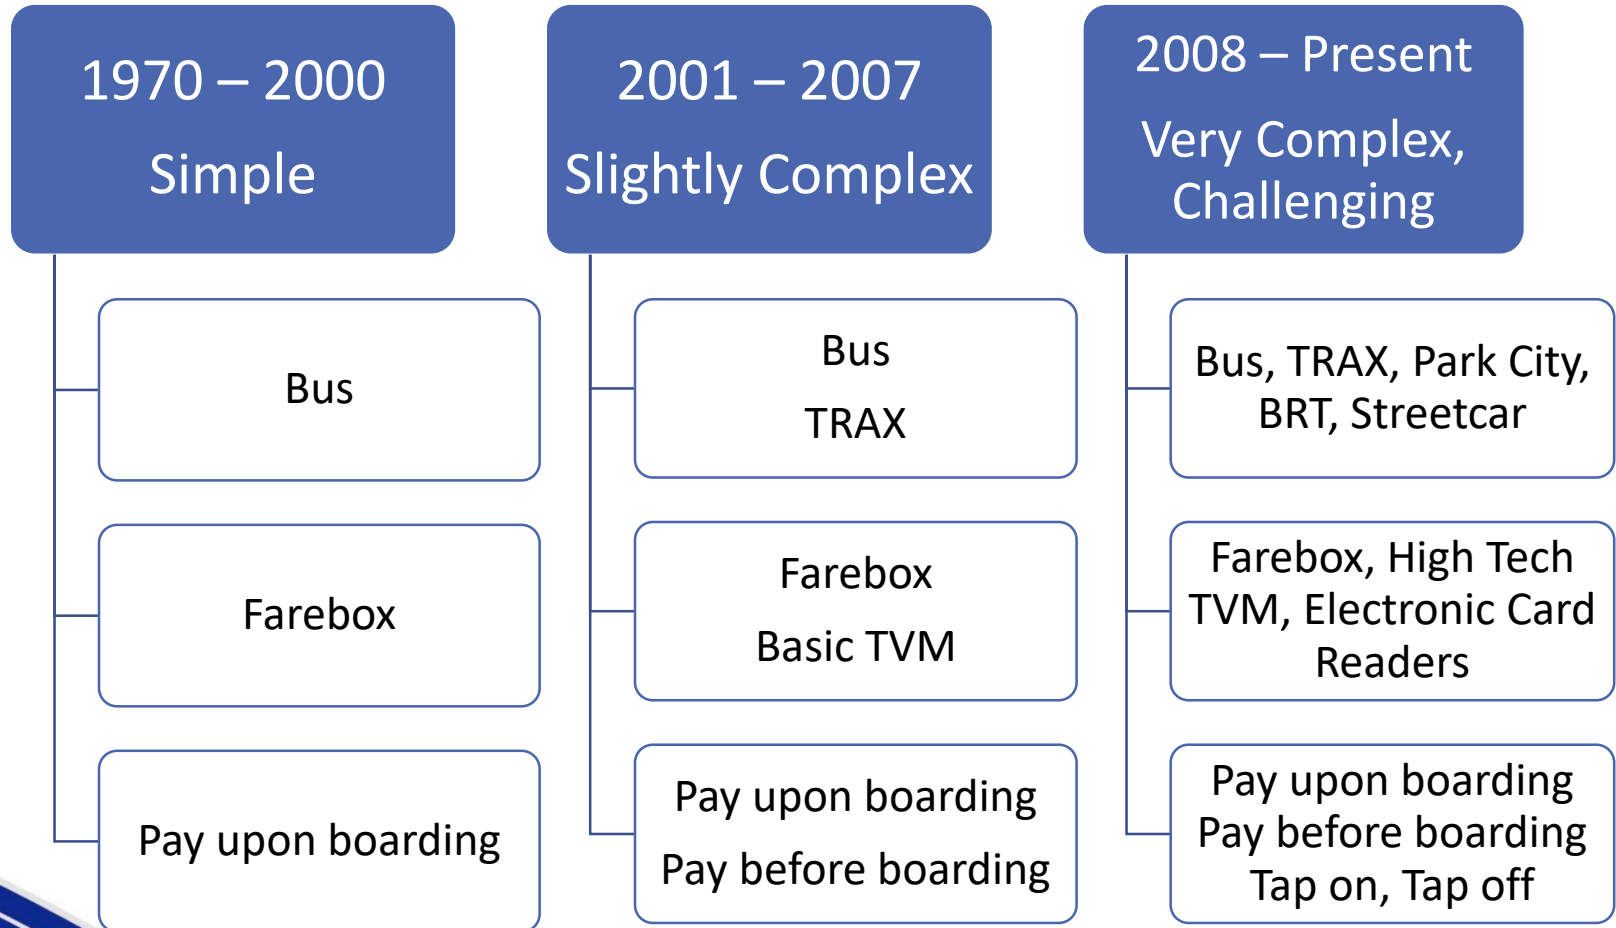 1970 – 2000
Simple
Bus
Farebox
Pay upon boarding
2001 – 2007
Slightly Complex
Bus
TRAX
Farebox
Basic TVM
Pay upon boarding
Pay before boarding
2008 – Present
Very Complex,
Challenging
Bus, TRAX, Park City,
BRT, Streetcar
Farebox, High Tech
TVM, Electronic Card
Readers
Pay upon boarding
Pay before boarding
Tap on, Tap off